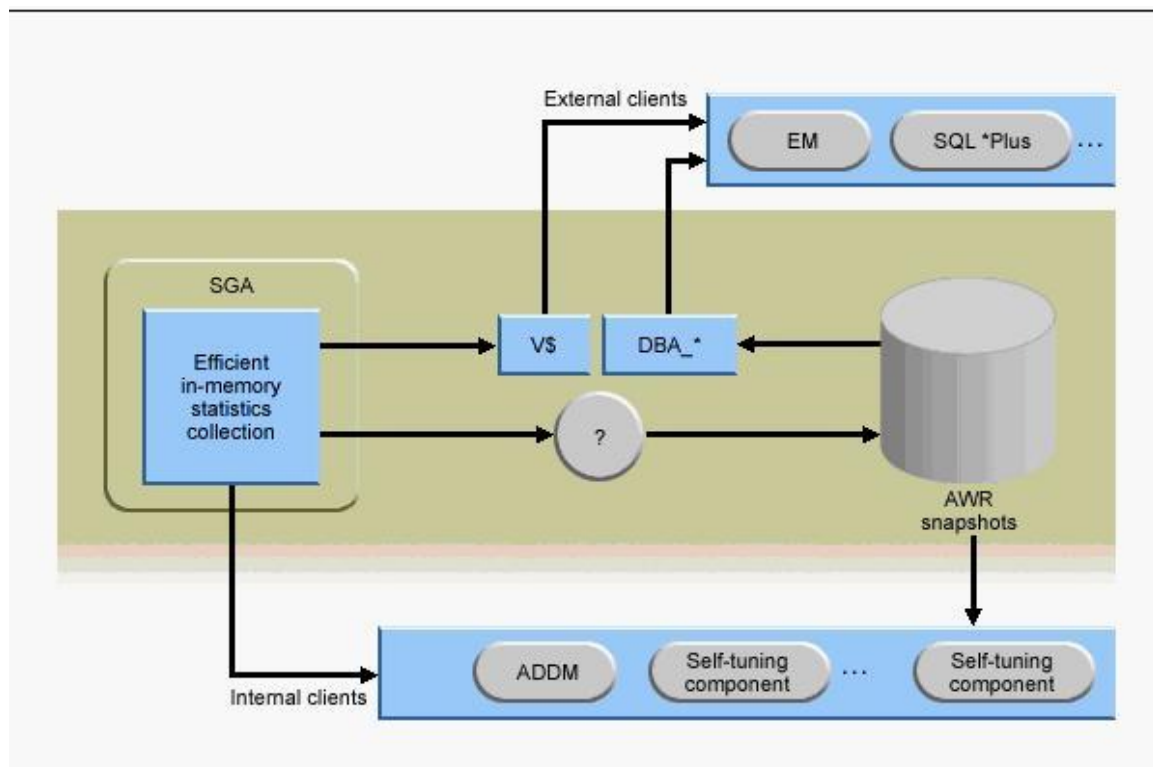 External clients
EM
SQL *Plus
...
SGA
Efficient
in-memory
statistics
collection
V$
DBA_*
?
AWR
snapshots
Internal clients
ADDM
Self-tuning
component
...
Self-tuning
component